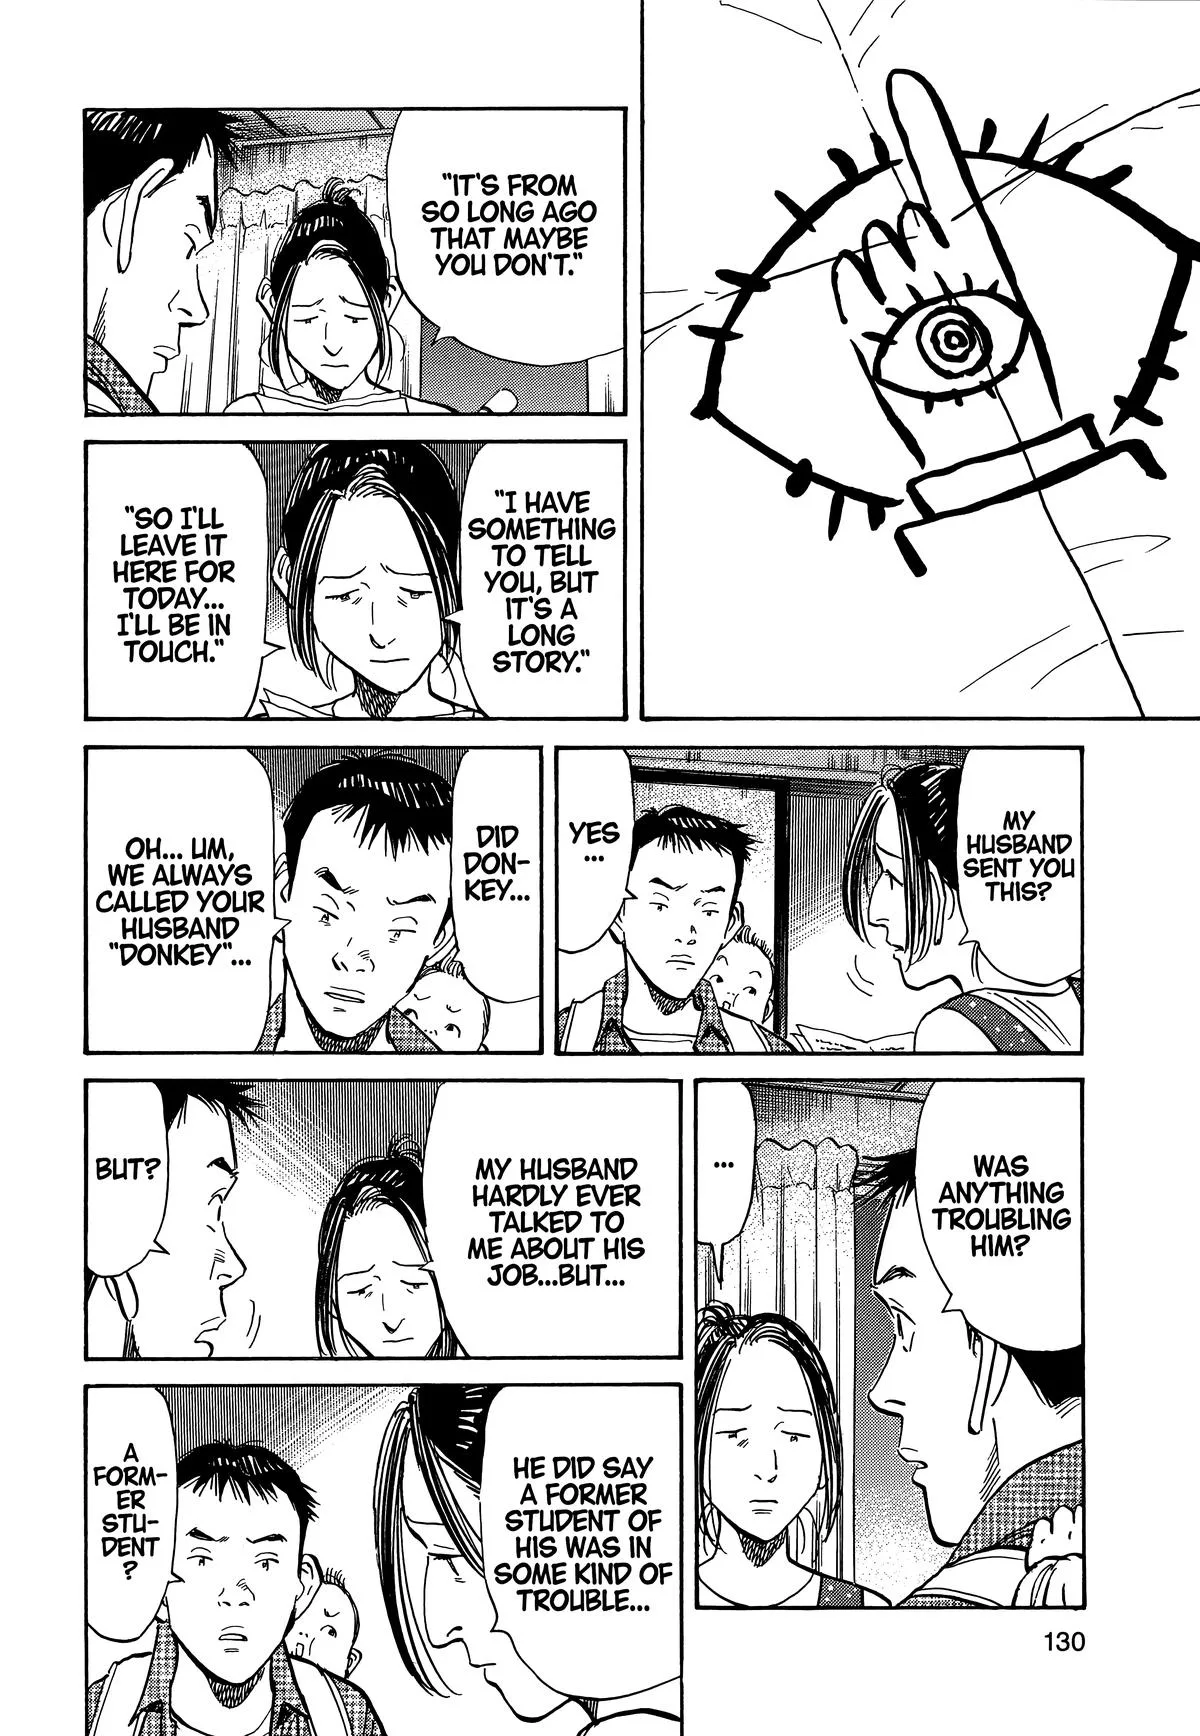 "IT'S FROM
SO LONG AGO
THAT MAYBE
YOU DON'T."
"I HAVE
SOMETHING
TO TELL
YOU, BUT
IT'S A
LONG
STORY."
"SO I'LL
LEAVE IT
HERE FOR
TODAY...
I'LL BE IN
TOUCH."
MY
HUSBAND
SENT YOU
THIS?
YES
...
DID
DON-
KEY...
OH... UM,
WE ALWAYS
CALLED YOUR
HUSBAND
"DONKEY"...
WAS
ANYTHING
TROUBLING
HIM?
...
MY HUSBAND
HARDLY EVER
TALKED TO
ME ABOUT HIS
JOB...BUT...
BUT?
HE DID SAY
A FORMER
STUDENT OF
HIS WAS IN
SOME KIND OF
TROUBLE...
A
FORM-
ER
STU-
DENT
?
130